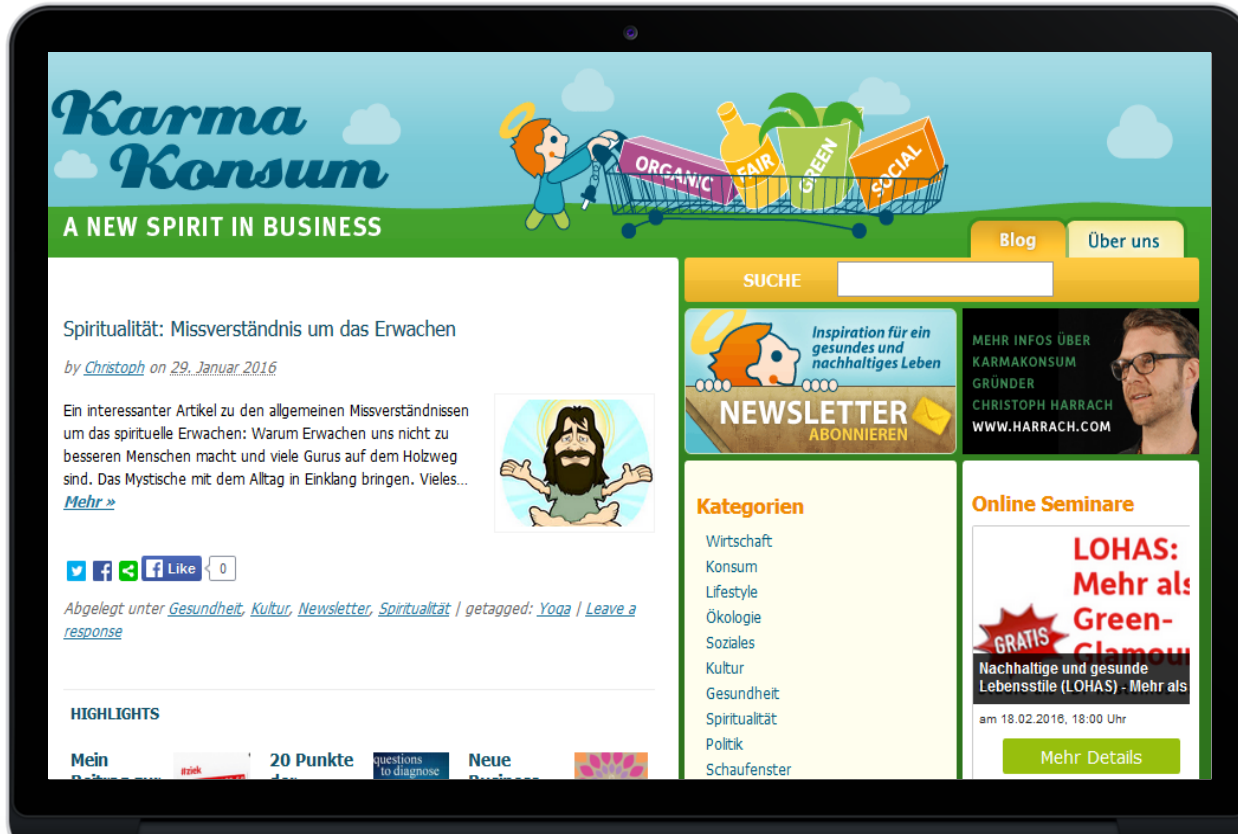 Karma
Konsum
A NEW SPIRIT IN BUSINESS
ORGANIC
FAIR
GREEN
SOCIAL
Blog
Über uns
SUCHE
Spiritualität: Missverständnis um das Erwachen
by Christoph on 29. Januar 2016
Ein interessanter Artikel zu den allgemeinen Missverständnissen
um das spirituelle Erwachen: Warum Erwachen uns nicht zu
besseren Menschen macht und viele Gurus auf dem Holzweg
sind. Das Mystische mit dem Alltag in Einklang bringen. Vieles...
Mehr »
Like 0
Abgelegt unter Gesundheit, Kultur, Newsletter, Spiritualität | getagged: Yoga | Leave a
response
HIGHLIGHTS
Mein
Beitrag zur
#ziek
20 Punkte
der
questions
to diagnose
Neue
Business
Inspiration für ein
gesundes und
nachhaltiges Leben
NEWSLETTER
ABONNIEREN
MEHR INFOS ÜBER
KARMAKONSUM
GRÜNDER
CHRISTOPH HARRACH
WWW.HARRACH.COM
Kategorien
Wirtschaft
Konsum
Lifestyle
Ökologie
Soziales
Kultur
Gesundheit
Spiritualität
Politik
Schaufenster
Online Seminare
LOHAS:
Mehr als
Green-
Glamour
GRATIS
Nachhaltige und gesunde
Lebensstile (LOHAS) - Mehr als
am 18.02.2016, 18:00 Uhr
Mehr Details